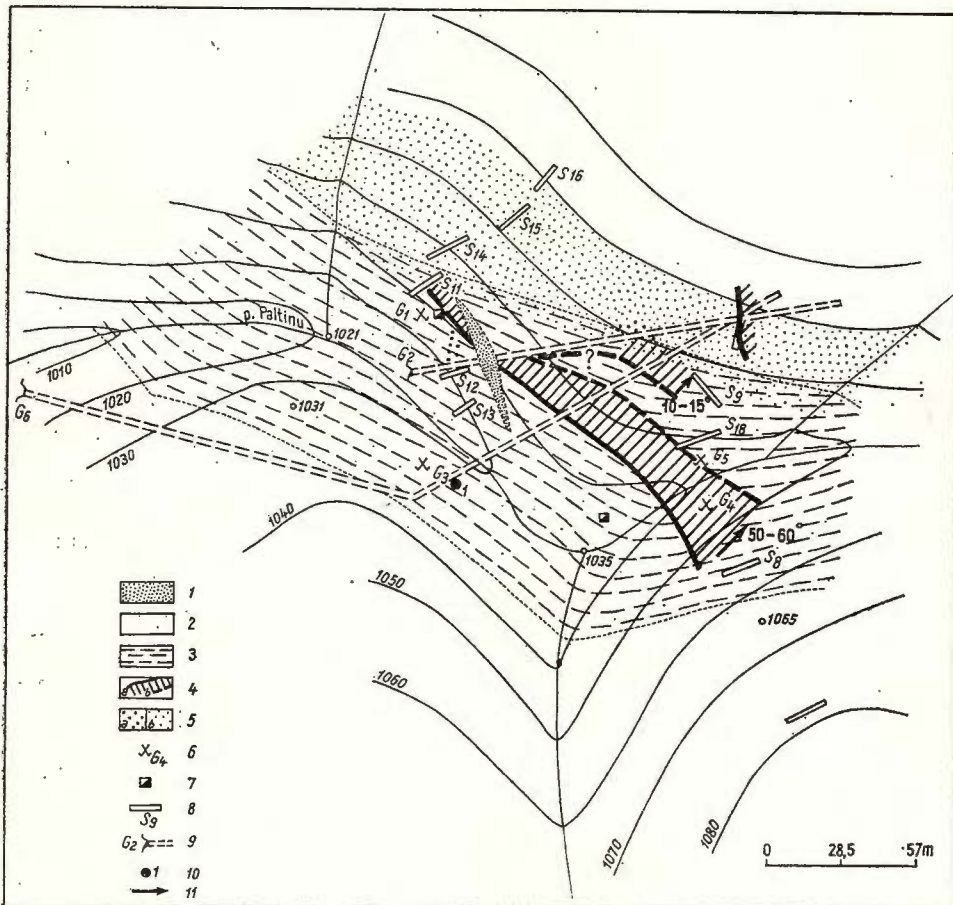 S16
S15
S14
S11
G1
p. Paltinu
1021
G2
?
S12
S9
10-15°
1010
G6
1020
1031
S13
S18
G5
1030
G3
1
G4
1040
50-60°
1035
S8
1050
1065
1060
1
2
3
a b 4
a b 5
G4 6
7
S9 8
G2 9
1 10
11
1070
1080
0 28,5 57m